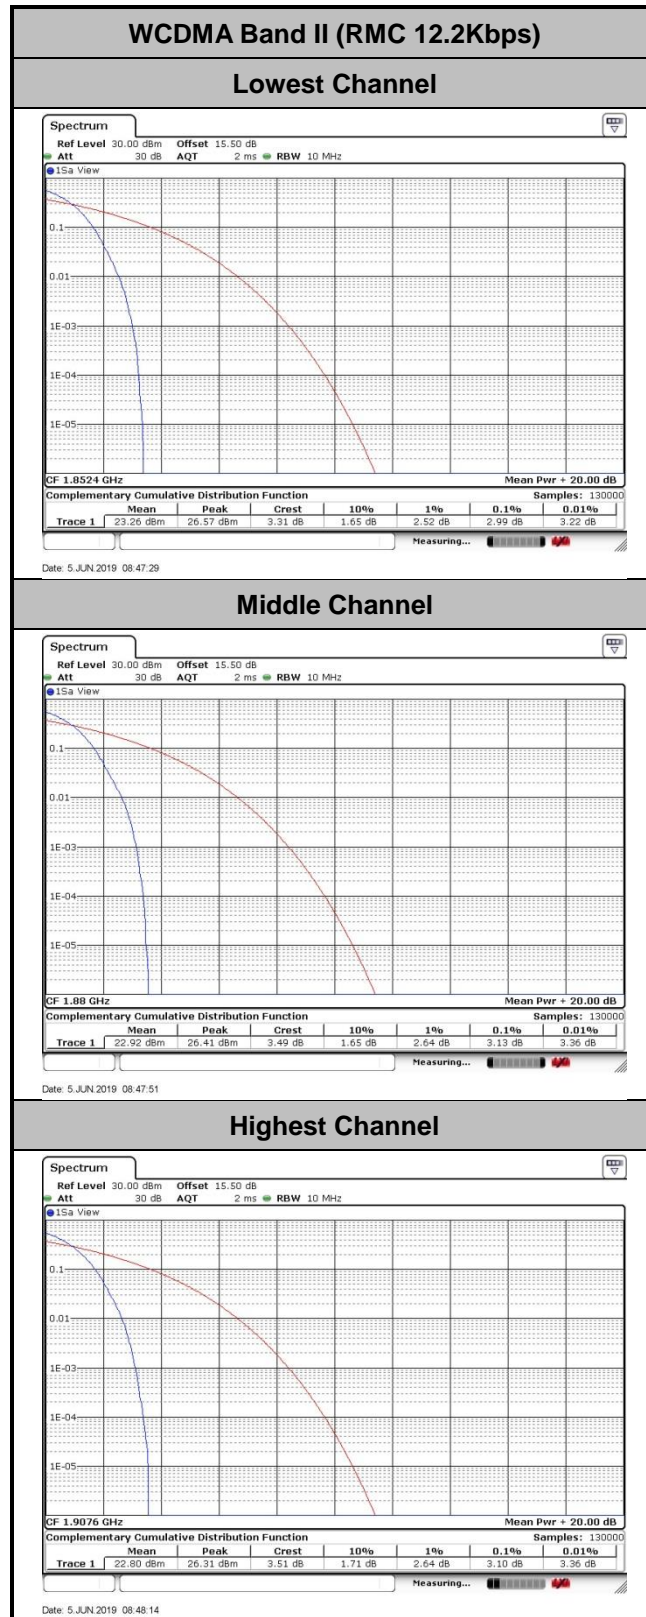 WCDMA Band II (RMC 12.2Kbps)
Lowest Channel
Spectrum
Ref Level 30.00 dBm Offset 15.50 dB
Att 30 dB AQT 2 ms RBW 10 MHz
1Sa View
0.1
0.01
1E-03
1E-04
1E-05
CF 1.8524 GHz Mean Pwr + 20.00 dB
Complementary Cumulative Distribution Function Samples: 130000
Mean Peak Crest 10% 1% 0.1% 0.01%
Trace 1 23.26 dBm 26.57 dBm 3.31 dB 1.65 dB 2.52 dB 2.99 dB 3.22 dB
Measuring...
Date: 5.JUN.2019 08:47:29
Middle Channel
Spectrum
Ref Level 30.00 dBm Offset 15.50 dB
Att 30 dB AQT 2 ms RBW 10 MHz
1Sa View
0.1
0.01
1E-03
1E-04
1E-05
CF 1.88 GHz Mean Pwr + 20.00 dB
Complementary Cumulative Distribution Function Samples: 130000
Mean Peak Crest 10% 1% 0.1% 0.01%
Trace 1 22.92 dBm 26.41 dBm 3.49 dB 1.65 dB 2.64 dB 3.13 dB 3.36 dB
Measuring...
Date: 5.JUN.2019 08:47:51
Highest Channel
Spectrum
Ref Level 30.00 dBm Offset 15.50 dB
Att 30 dB AQT 2 ms RBW 10 MHz
1Sa View
0.1
0.01
1E-03
1E-04
1E-05
CF 1.9076 GHz Mean Pwr + 20.00 dB
Complementary Cumulative Distribution Function Samples: 130000
Mean Peak Crest 10% 1% 0.1% 0.01%
Trace 1 22.80 dBm 26.31 dBm 3.51 dB 1.71 dB 2.64 dB 3.10 dB 3.36 dB
Measuring...
Date: 5.JUN.2019 08:48:14